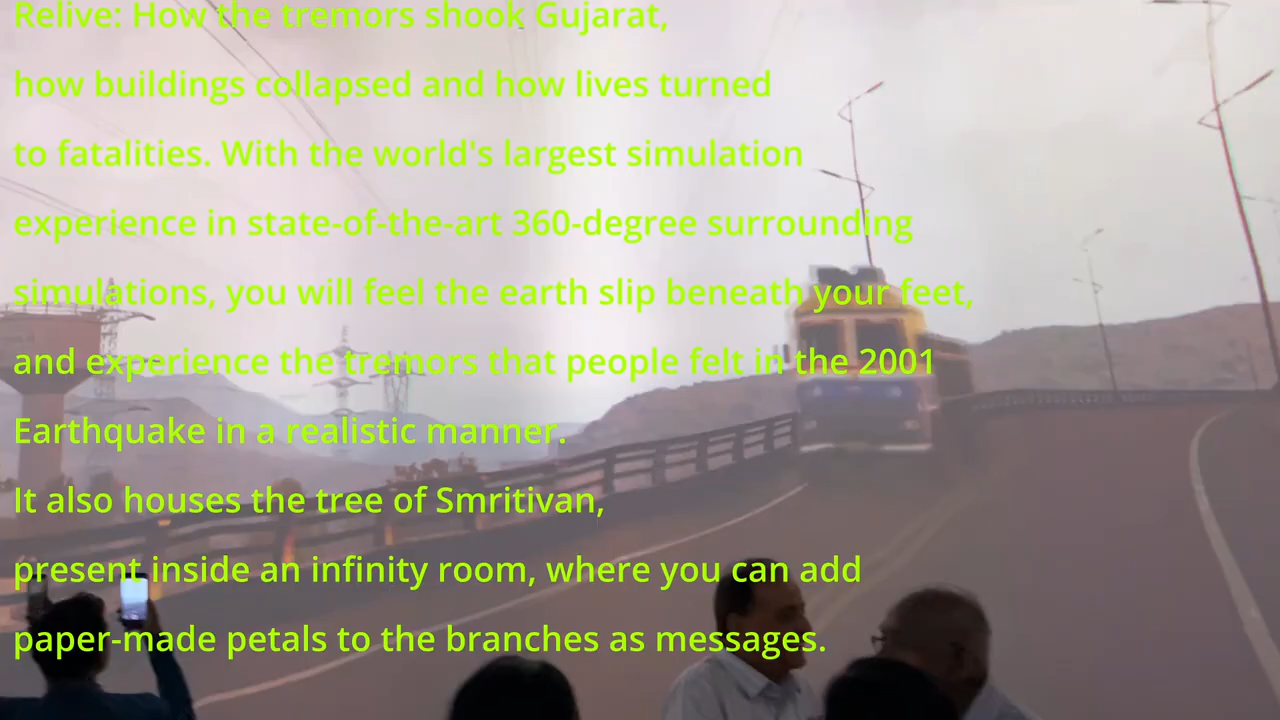 Relive: How the tremors shook Gujarat,
how buildings collapsed and how lives turned
to fatalities. With the world's largest simulation
experience in state-of-the-art 360-degree surrounding
simulations, you will feel the earth slip beneath your feet,
and experience the tremors that people felt in the 2001
Earthquake in a realistic manner.
It also houses the tree of Smritivan,
present inside an infinity room, where you can add
paper-made petals to the branches as messages.